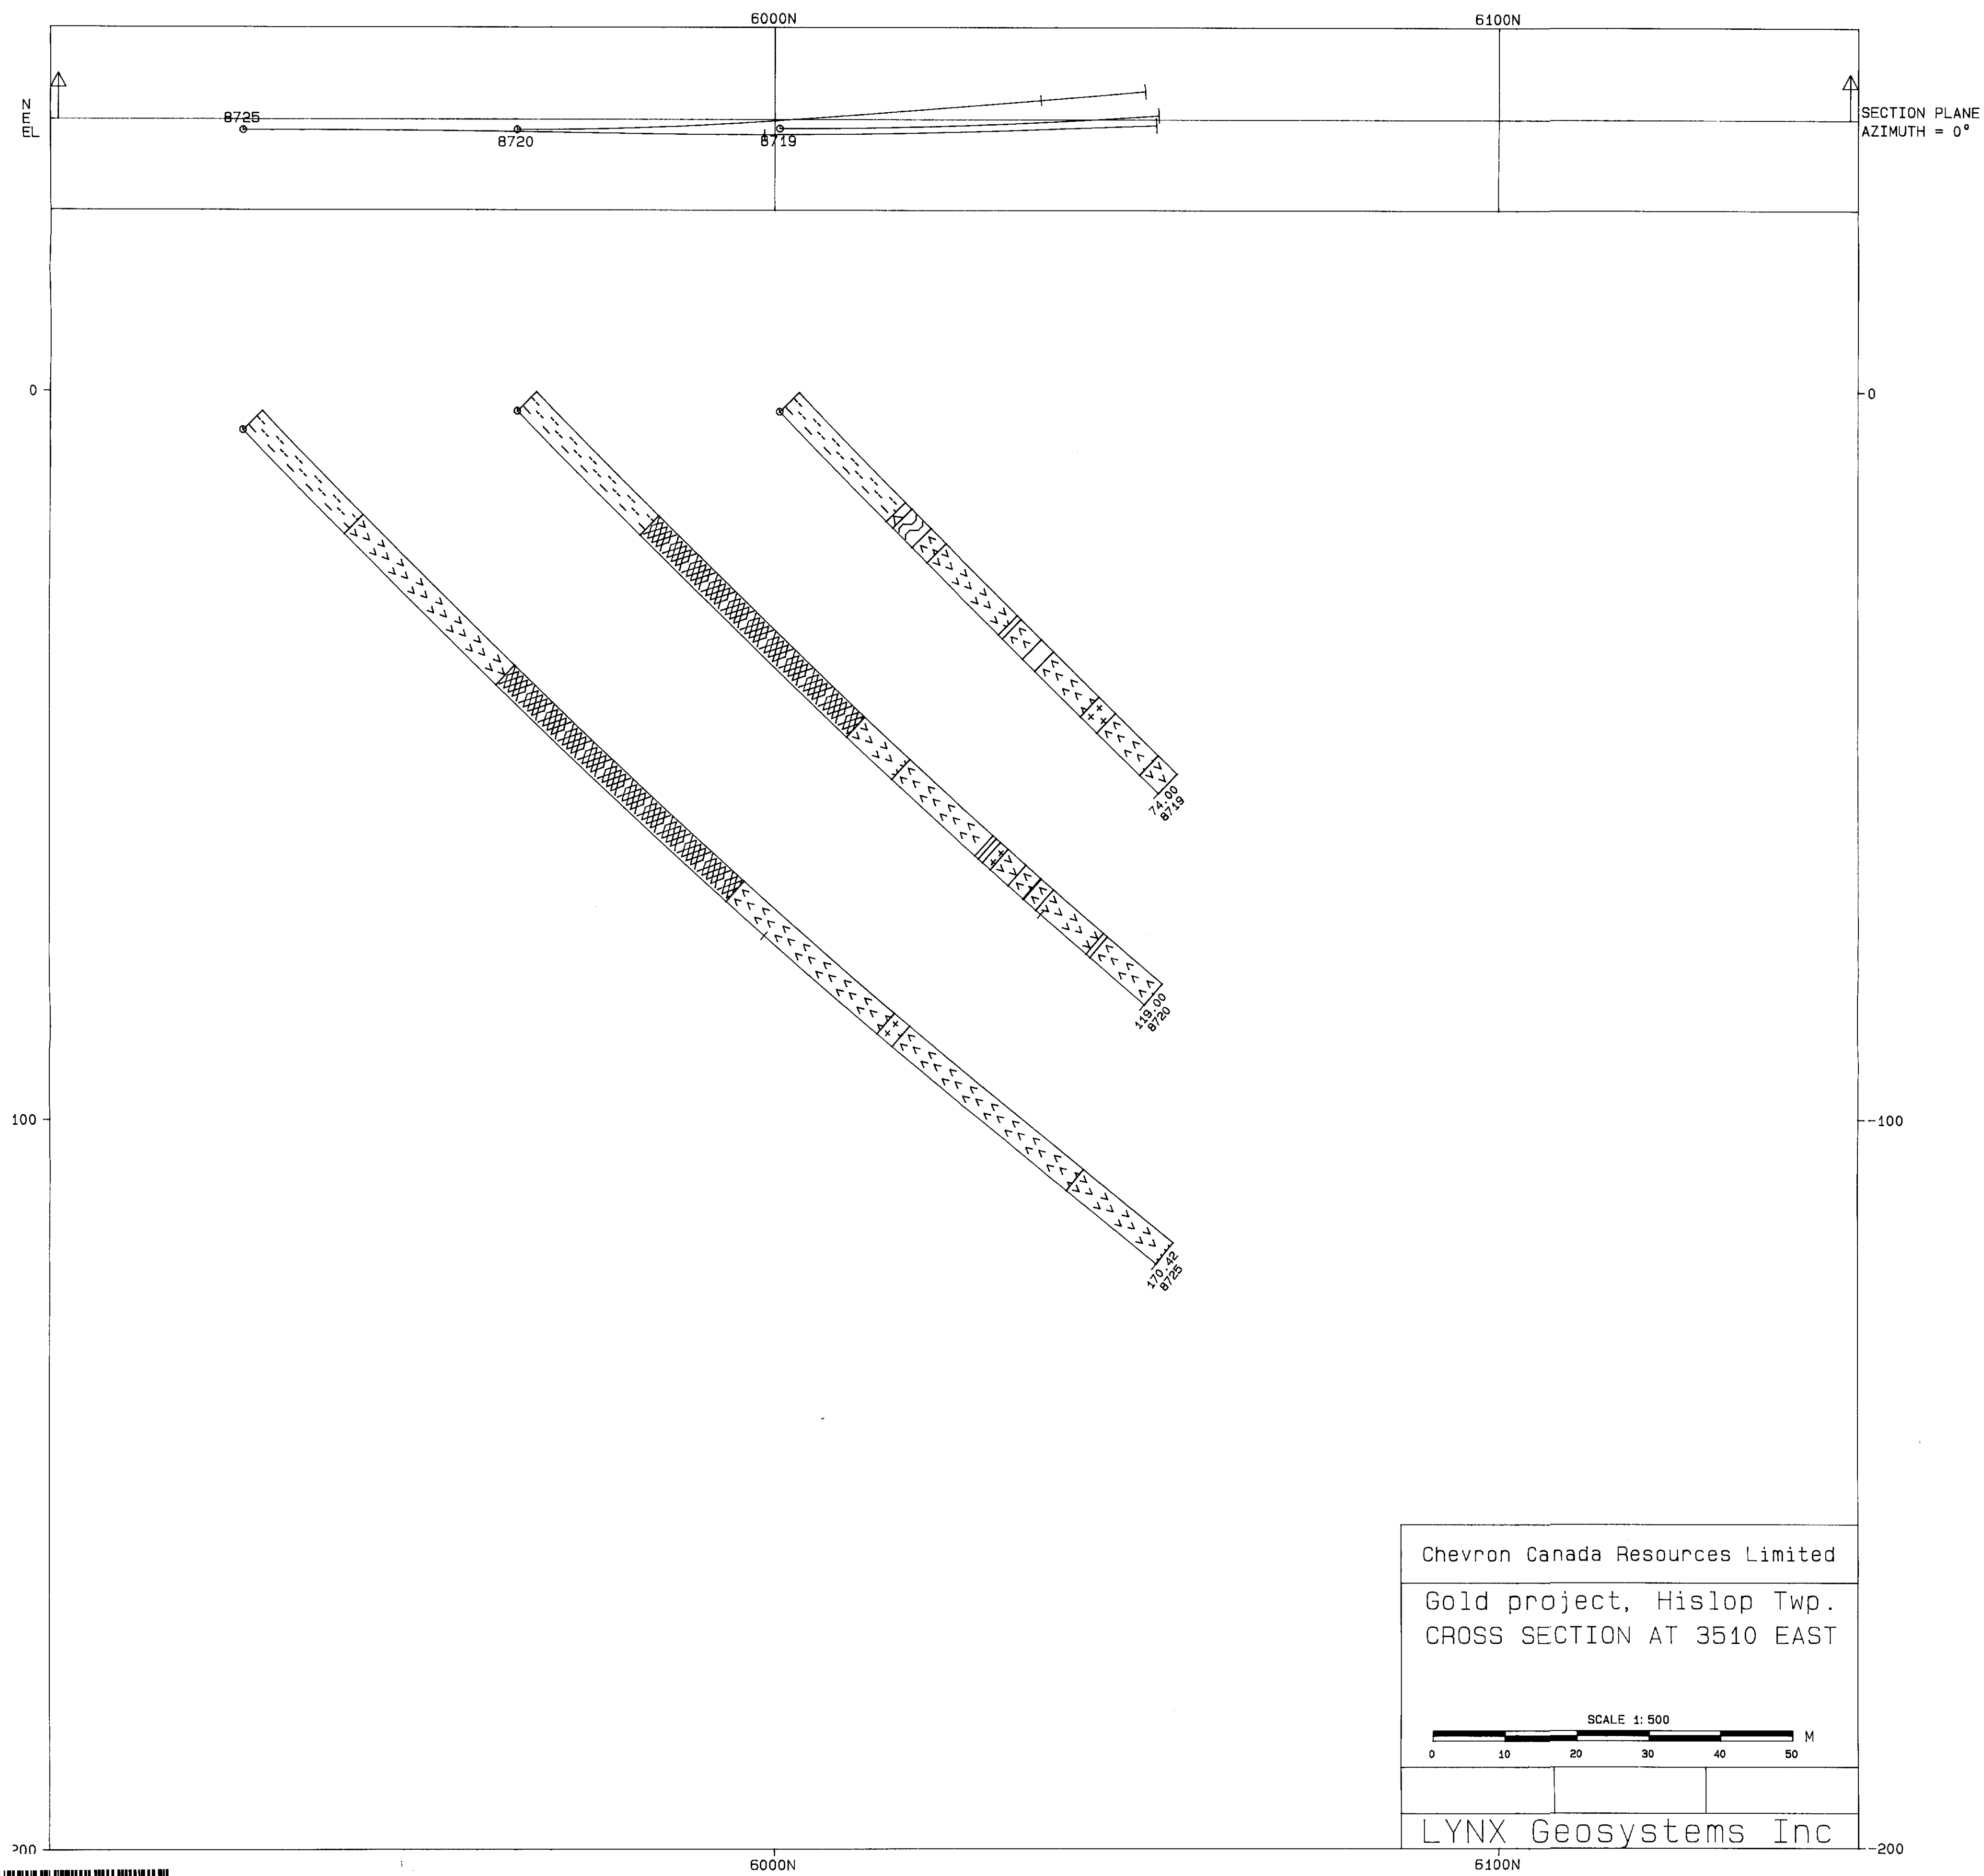 6000N
6100N
N
E
EL
8725
8720
8719
SECTION PLANE
AZIMUTH = 0°
0
0
74.00
8719
119.00
8720
100
-100
170.42
8725
Chevron Canada Resources Limited
Gold project, Hislop Twp.
CROSS SECTION AT 3510 EAST
SCALE 1:500
M
0 10 20 30 40 50
LYNX Geosystems Inc
200
-200
6000N
6100N